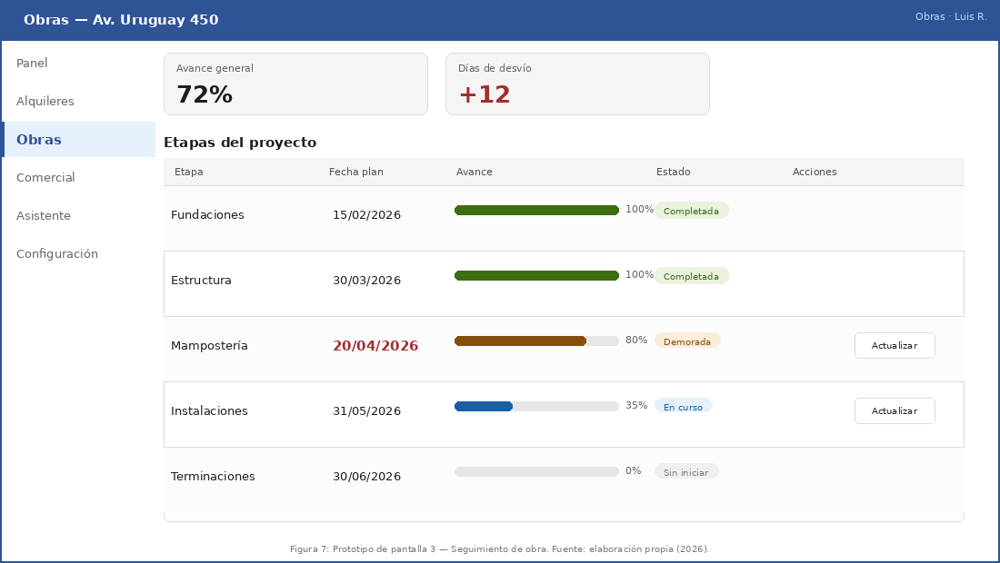 Obras — Av. Uruguay 450
Obras · Luis R.
Panel
Alquileres
Obras
Comercial
Asistente
Configuración
Avance general
72%
Días de desvío
+12
Etapas del proyecto
Etapa Fecha plan Avance Estado Acciones
Fundaciones 15/02/2026 100% Completada
Estructura 30/03/2026 100% Completada
Mampostería 20/04/2026 80% Demorada Actualizar
Instalaciones 31/05/2026 35% En curso Actualizar
Terminaciones 30/06/2026 0% Sin iniciar
Figura 7: Prototipo de pantalla 3 — Seguimiento de obra. Fuente: elaboración propia (2026).